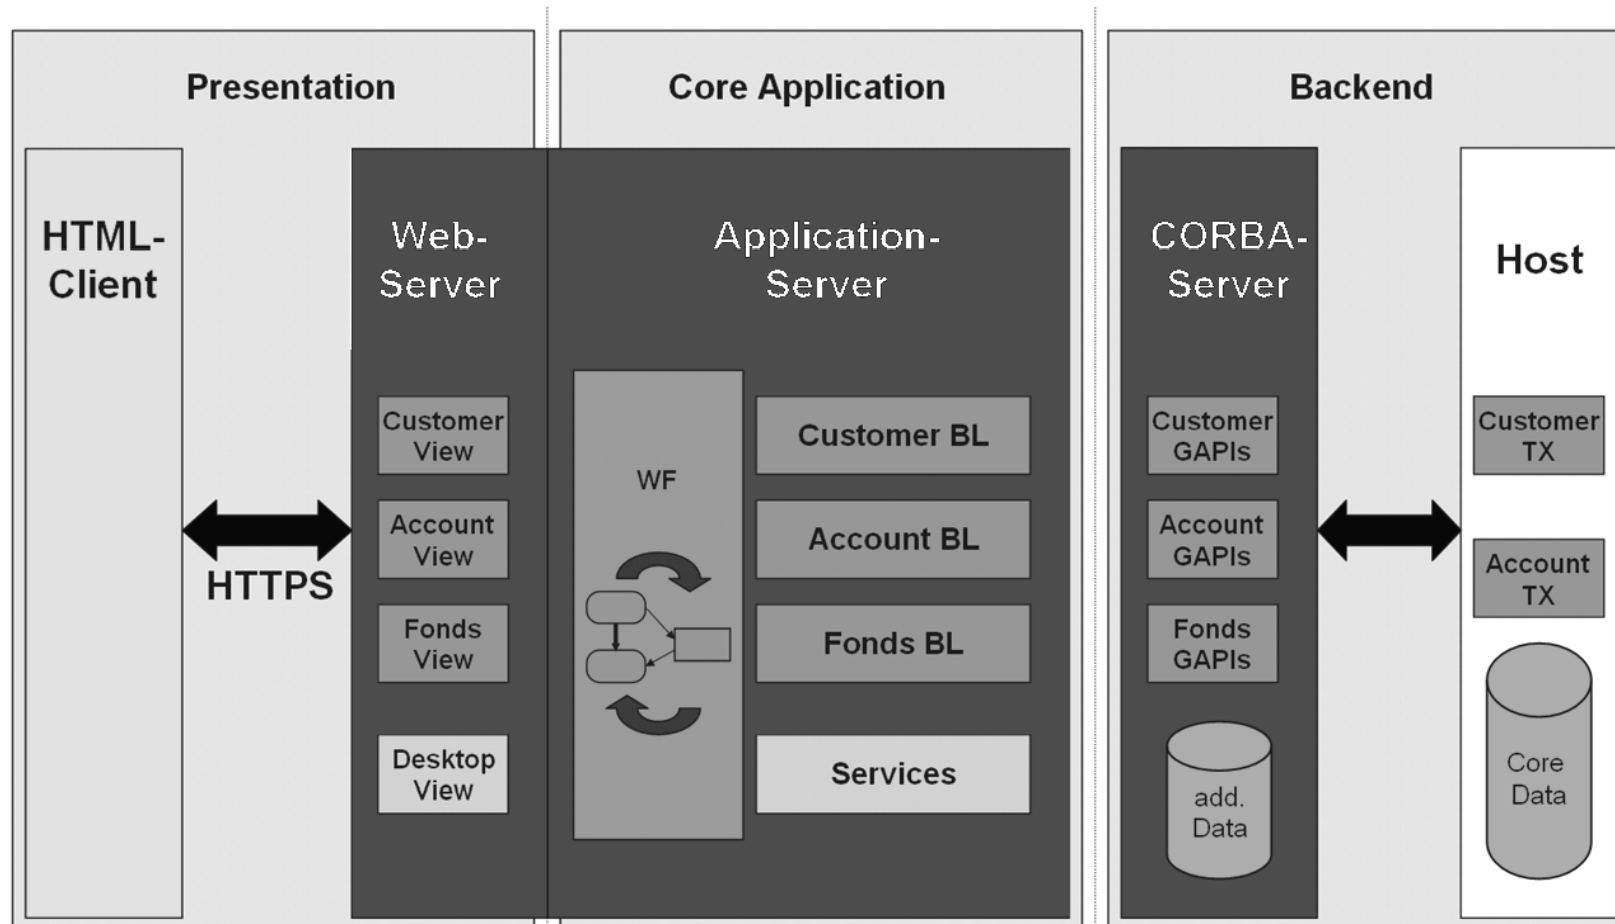 Presentation
Core Application
Backend
HTML-
Client
Web-
Server
Application-
Server
CORBA-
Server
Host
HTTPS
Customer
View
Account
View
Fonds
View
Desktop
View
WF
Customer BL
Account BL
Fonds BL
Services
Customer
GAPIs
Account
GAPIs
Fonds
GAPIs
add.
Data
Customer
TX
Account
TX
Core
Data